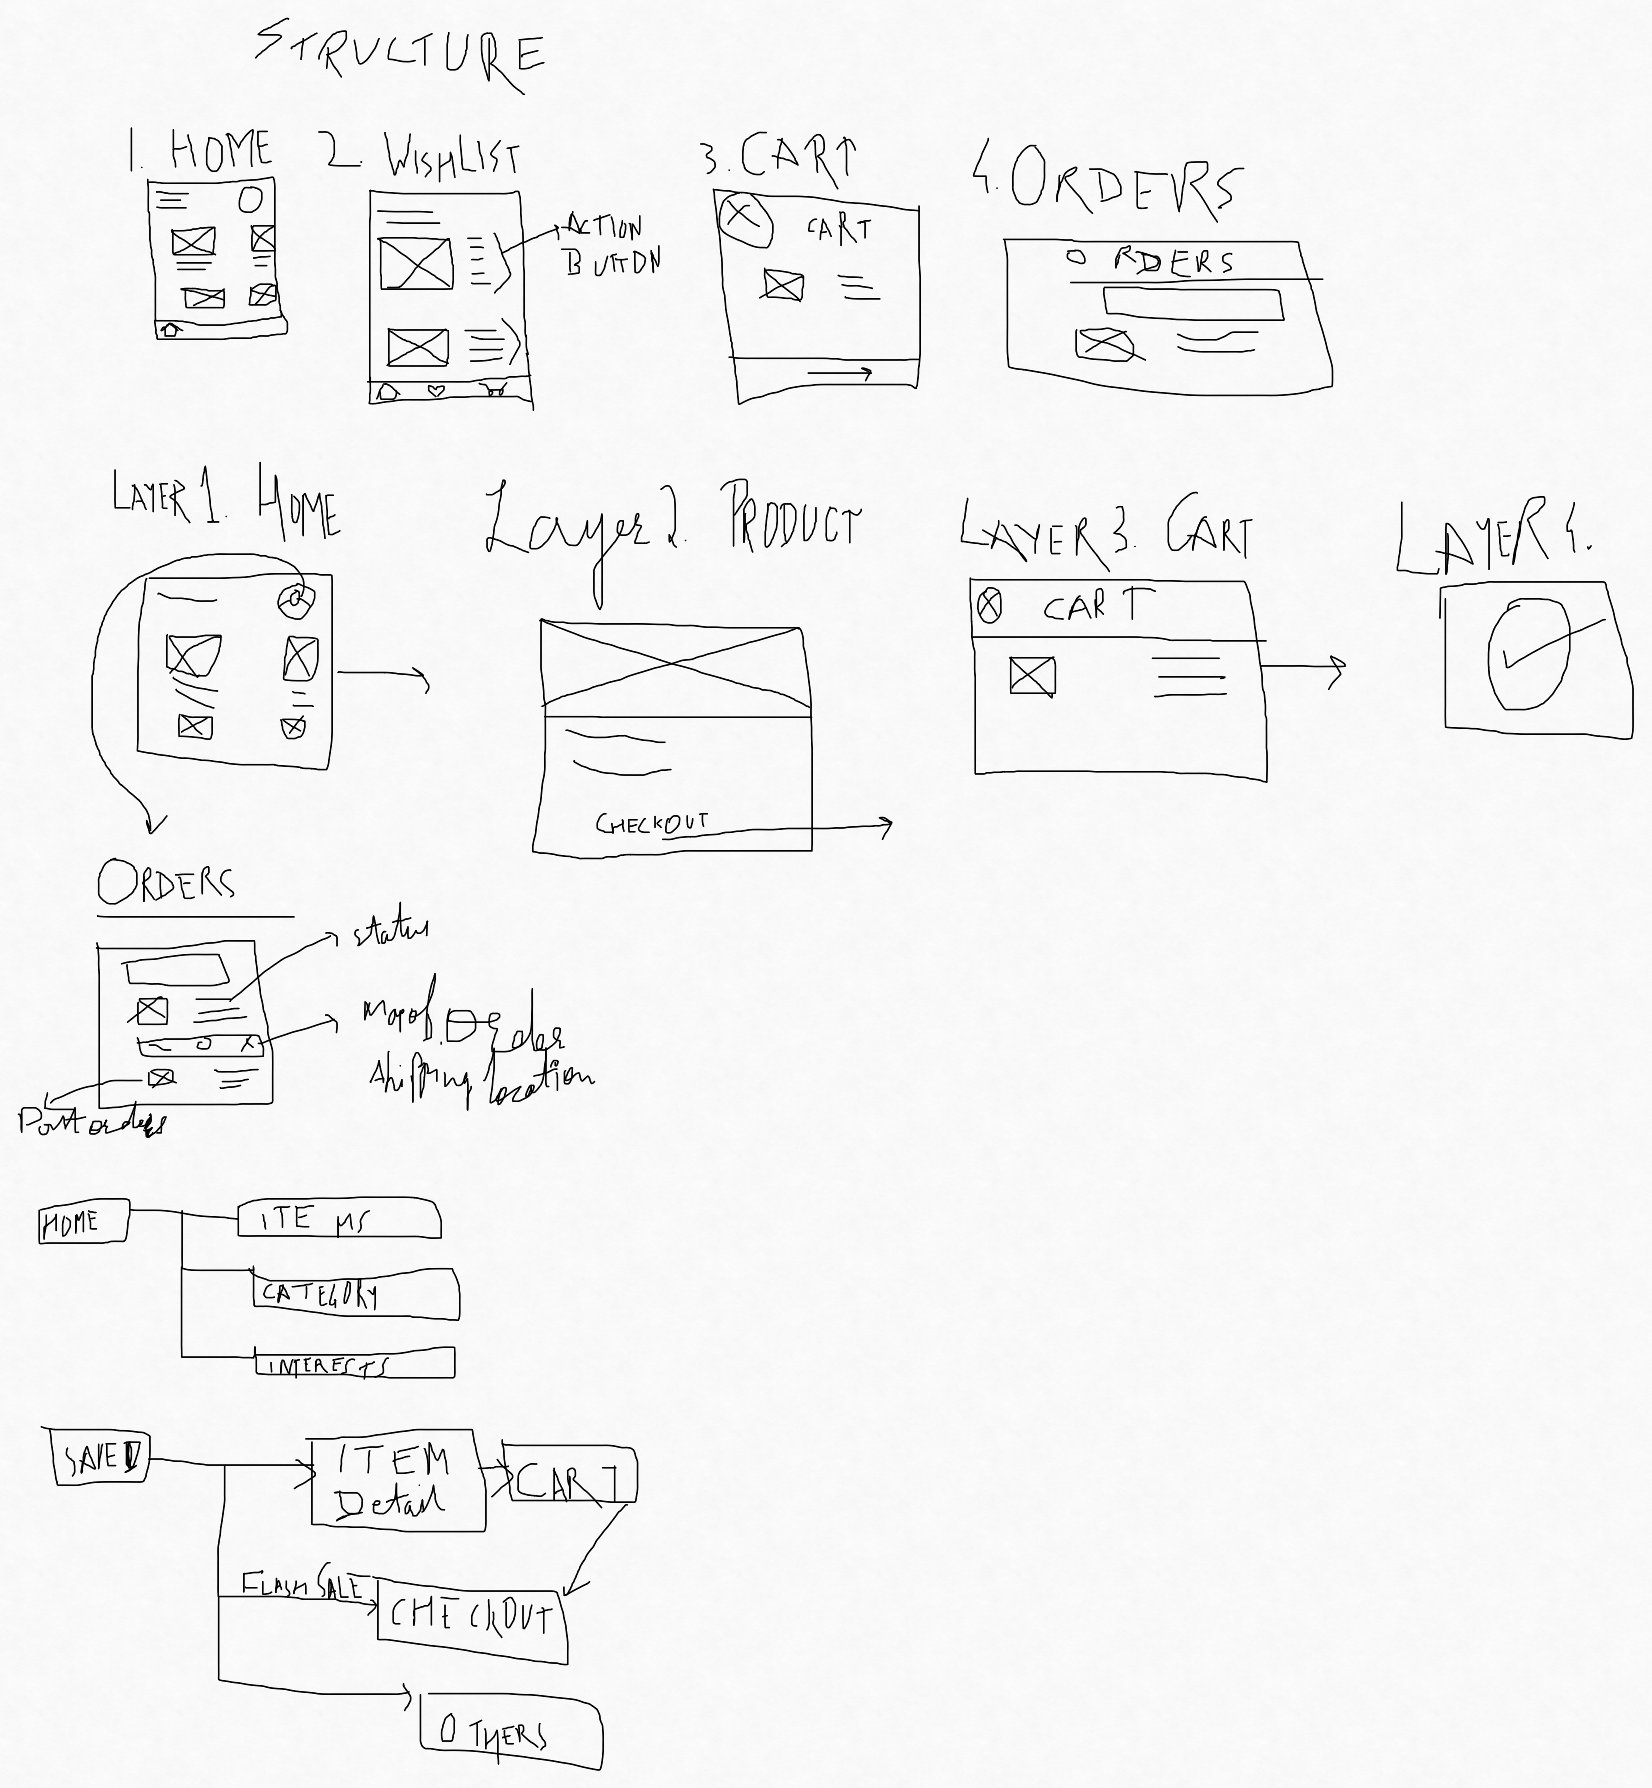 STRUCTURE
1. HOME
2. WISHLIST
3. CART
4. ORDERS
ACTION
BUTTON
CART
ORDERS
LAYER 1. HOME
Layer 2. PRODUCT
LAYER 3. CART
LAYER 4.
CART
CHECKOUT
ORDERS
status
Map of Order
shipping location
Past orders
HOME
ITEMS
CATEGORY
INTERESTS
SAVED
ITEM
Detail
CART
FLASH SALE
CHECKOUT
OTHERS